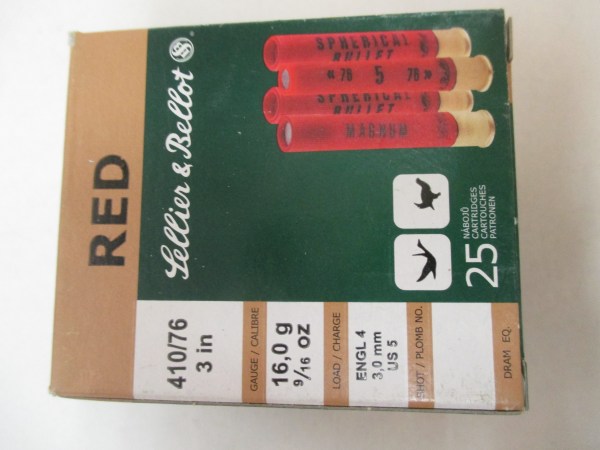 RED
Sellier & Bellot
SPHERICAL
BULLET
«76 5 76»
SPHERICAL
BULLET
MAGNUM
25
NÁBOJŮ
CARTRIDGES
CARTOUCHES
PATRONEN
410/76
3 in
GAUGE / CALIBRE
16,0 g
9/16 oz
LOAD / CHARGE
ENGL 4
3,0 mm
US 5
SHOT / PLOMB NO.
DRAM EQ.